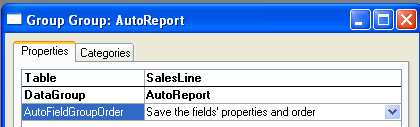 Group Group: AutoReport
Properties Categories
Table SalesLine
DataGroup AutoReport
AutoFieldGroupOrder Save the fields' properties and order